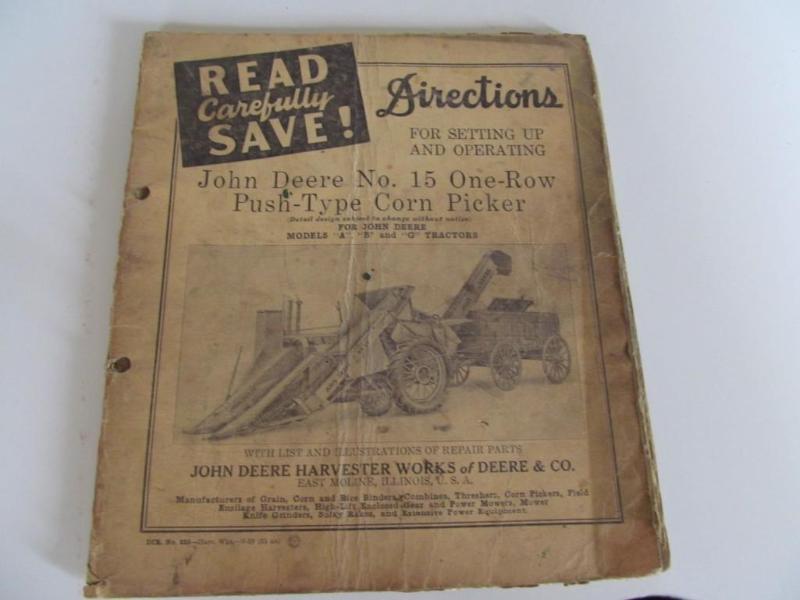 READ
Carefully
SAVE!
Directions
FOR SETTING UP
AND OPERATING
John Deere No. 15 One-Row
Push-Type Corn Picker
(Detail design subject to change without notice)
FOR JOHN DEERE
MODELS "A", "B" and "G" TRACTORS
WITH LIST AND ILLUSTRATIONS OF REPAIR PARTS
JOHN DEERE HARVESTER WORKS of DEERE & CO.
EAST MOLINE, ILLINOIS, U. S. A.
Manufacturers of Grain, Corn and Rice Binders, Combines, Threshers, Corn Pickers, Field
Ensilage Harvesters, High-Lift Enclosed Gear and Power Mowers, Mower
Knife Grinders, Sulky Rakes, and Extensive Power Equipment.
DIR. No.